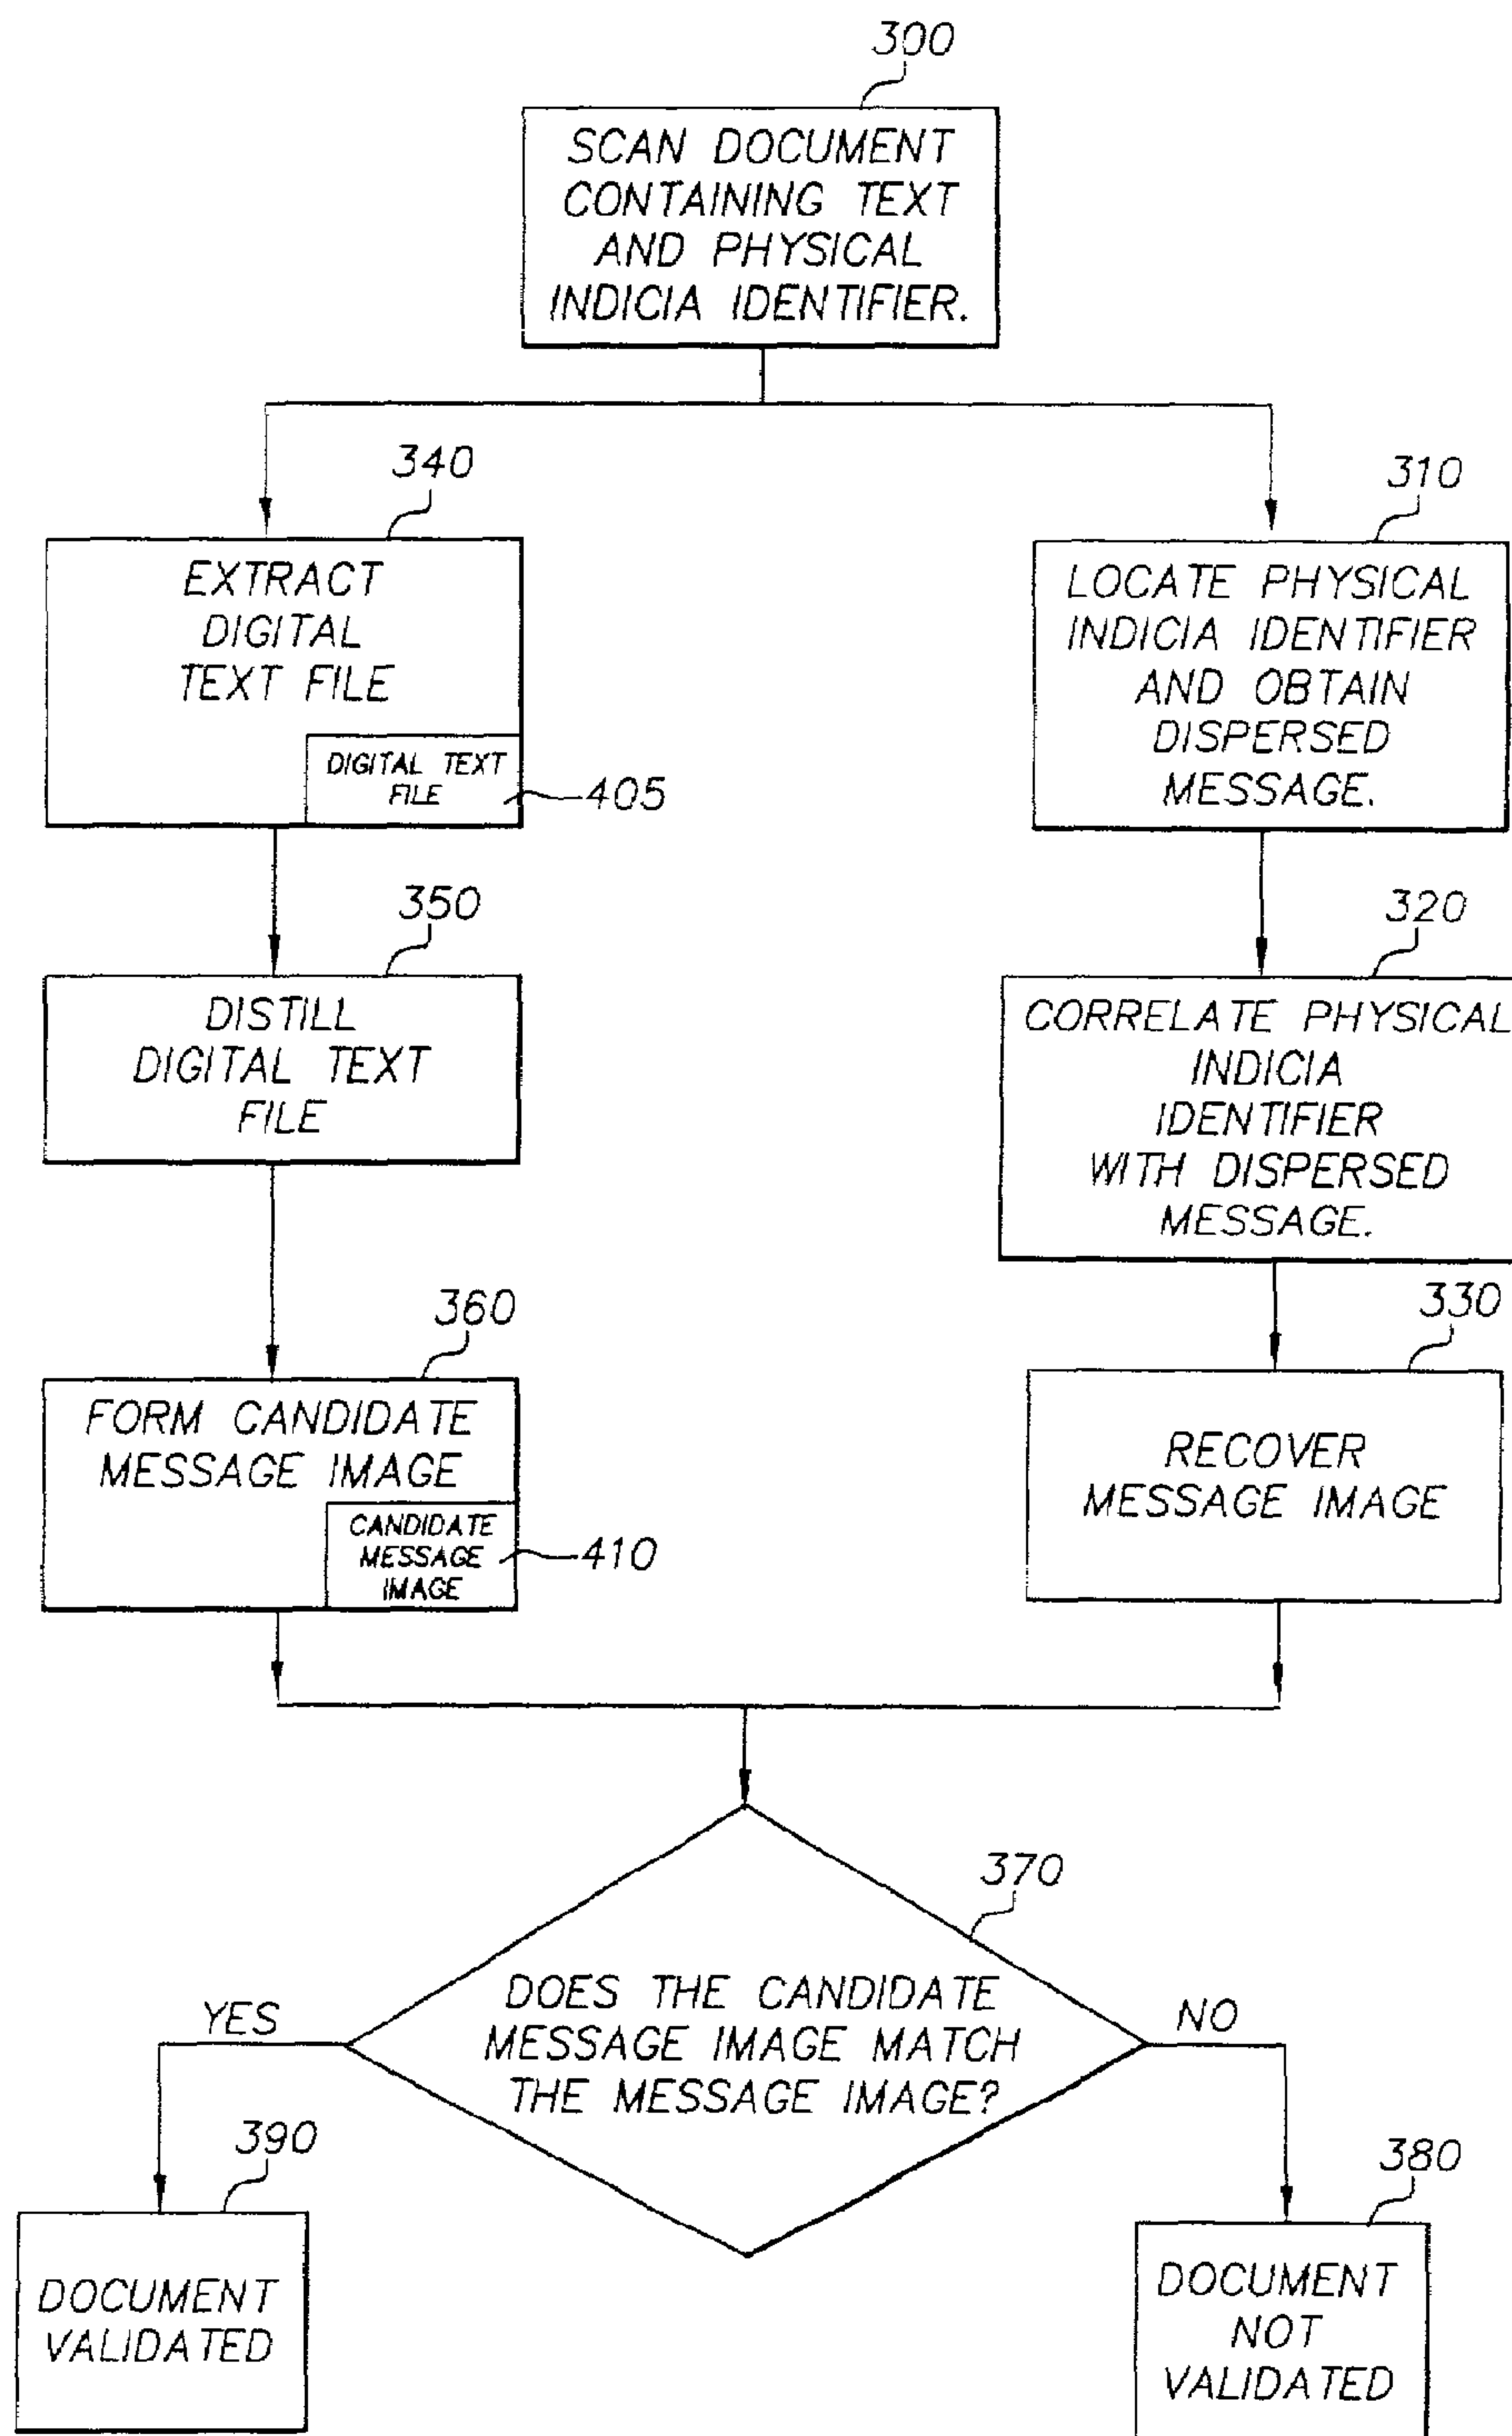 300
SCAN DOCUMENT
CONTAINING TEXT
AND PHYSICAL
INDICIA IDENTIFIER.
340
EXTRACT
DIGITAL
TEXT FILE
DIGITAL TEXT
FILE
405
350
DISTILL
DIGITAL TEXT
FILE
360
FORM CANDIDATE
MESSAGE IMAGE
CANDIDATE
MESSAGE
IMAGE
410
310
LOCATE PHYSICAL
INDICIA IDENTIFIER
AND OBTAIN
DISPERSED
MESSAGE.
320
CORRELATE PHYSICAL
INDICIA
IDENTIFIER
WITH DISPERSED
MESSAGE.
330
RECOVER
MESSAGE IMAGE
370
DOES THE CANDIDATE
MESSAGE IMAGE MATCH
THE MESSAGE IMAGE?
YES
NO
390
DOCUMENT
VALIDATED
380
DOCUMENT
NOT
VALIDATED